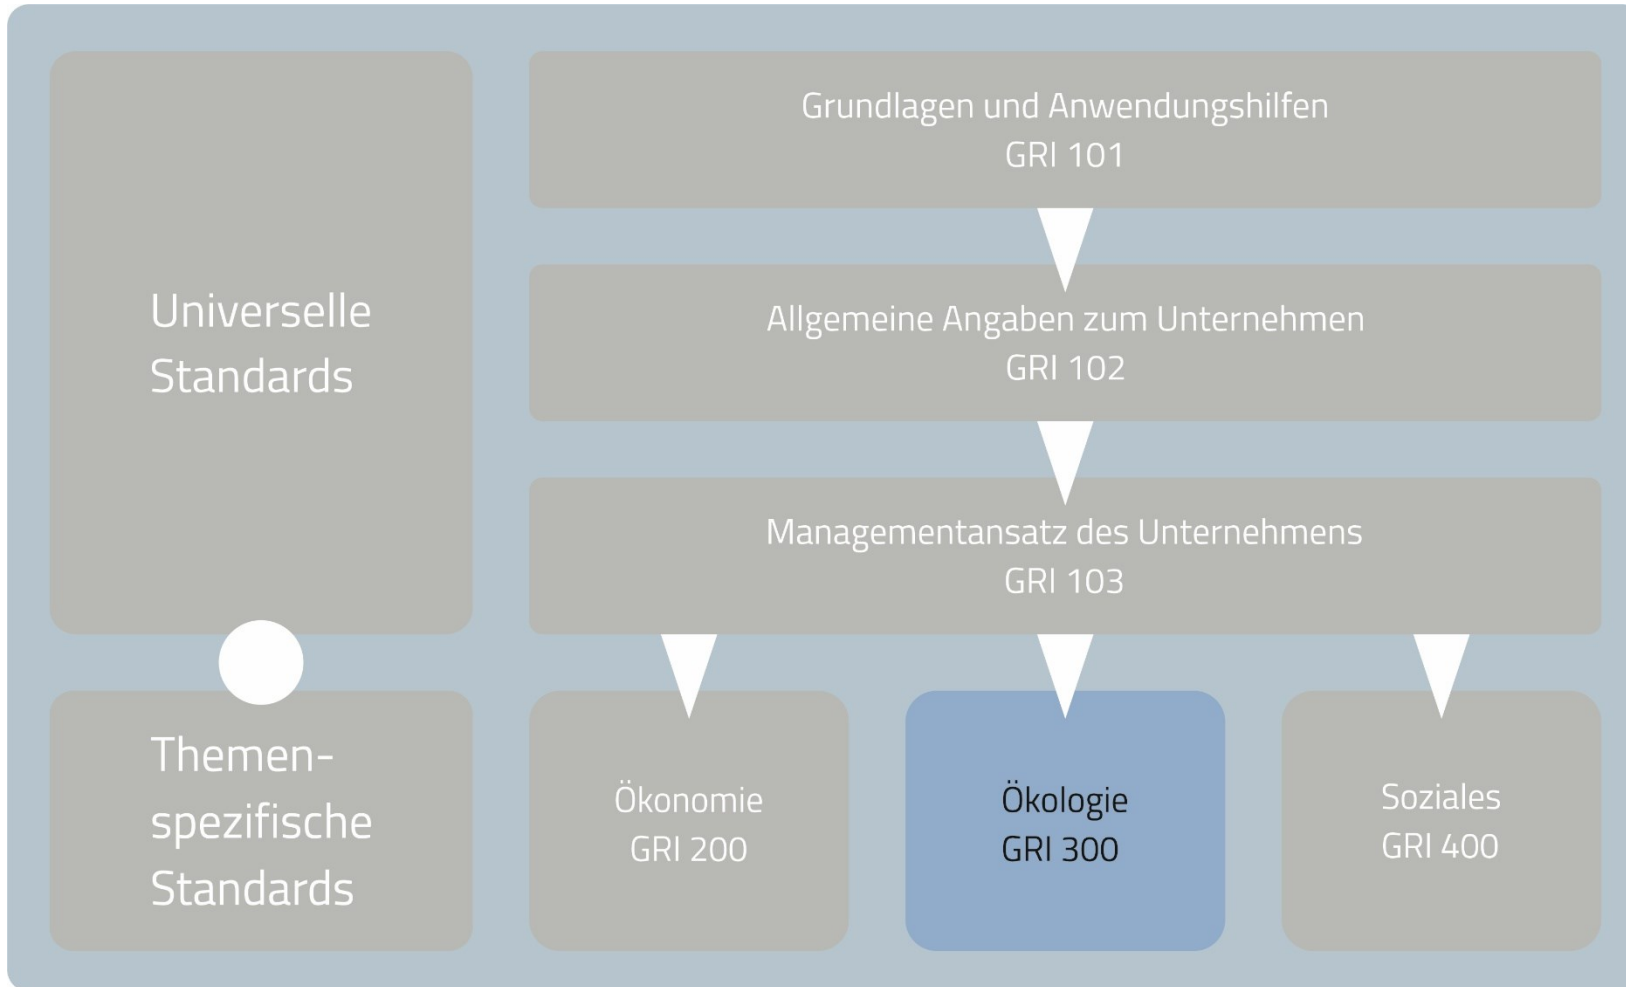 Universelle
Standards
Grundlagen und Anwendungshilfen
GRI 101
Allgemeine Angaben zum Unternehmen
GRI 102
Managementansatz des Unternehmens
GRI 103
Themen-
spezifische
Standards
Ökonomie
GRI 200
Ökologie
GRI 300
Soziales
GRI 400